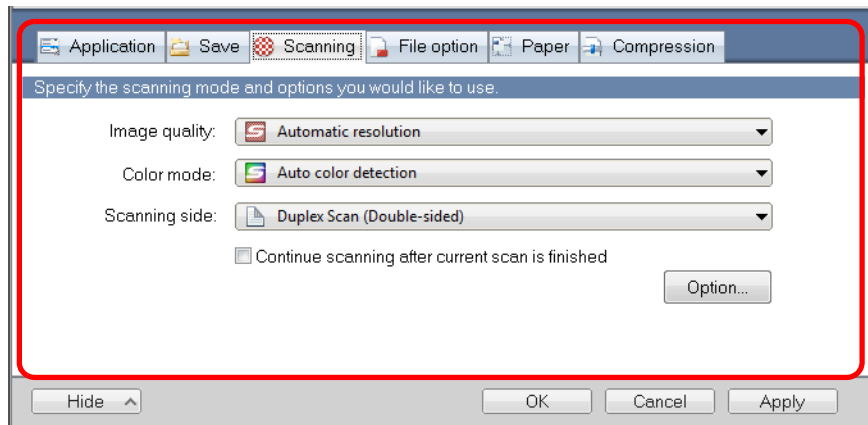 Application Save Scanning File option Paper Compression
Specify the scanning mode and options you would like to use.
Image quality: Automatic resolution
Color mode: Auto color detection
Scanning side: Duplex Scan (Double-sided)
Continue scanning after current scan is finished
Option...
Hide OK Cancel Apply